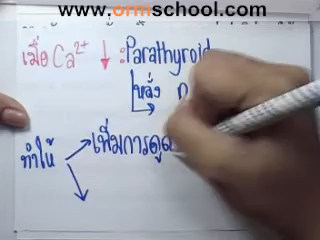 www.ormschool.com
เมื่อ Ca²⁺ ↓ : Parathyroid
หลั่ง
ทำให้
เพิ่มการดูด